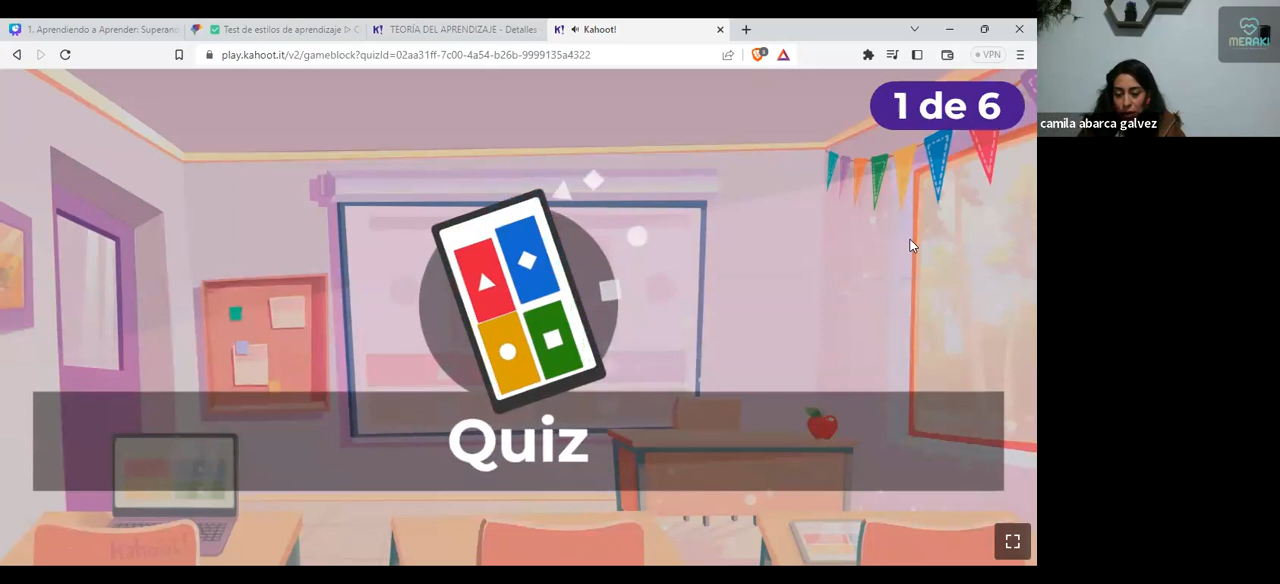 1. Aprendiendo a Aprender: Superano
Test de estilos de aprendizaje ▷ C
K! TEORÍA DEL APRENDIZAJE - Detalles
K! Kahoot!
play.kahoot.it/v2/gameblock?quizId=02aa31ff-7c00-4a54-b26b-9999135a4322
VPN
1 de 6
Quiz
Kahoot!
MERAKI
camila abarca galvez